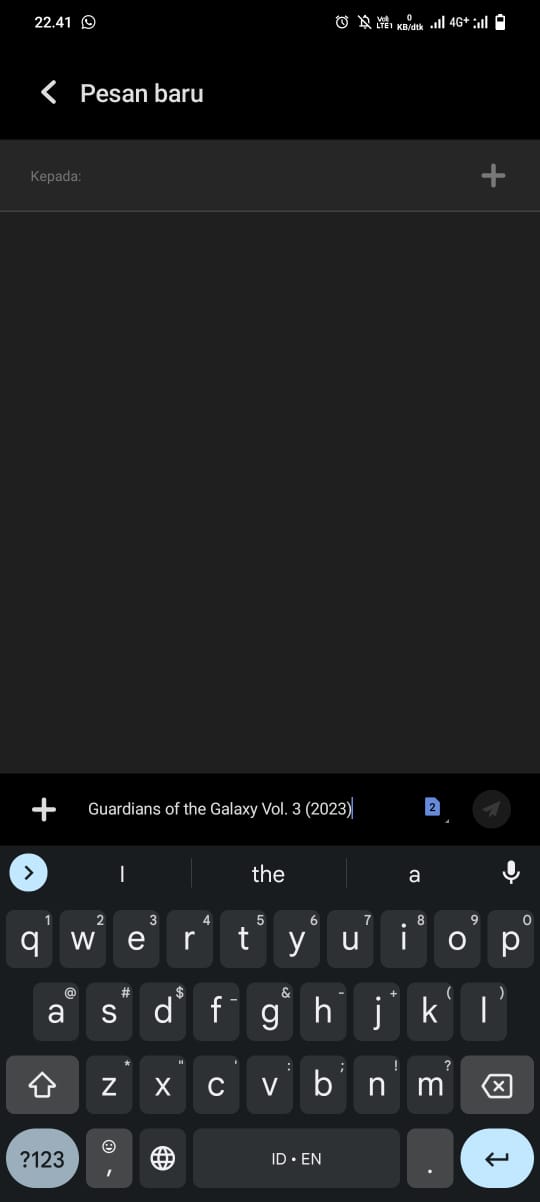 22.41
Vo)) LTE1
0 KB/dtk
4G+
Pesan baru
Kepada:
Guardians of the Galaxy Vol. 3 (2023)
2
I the a
1 2 3 4 5 6 7 8 9 0
q w e r t y u i o p
@ # $ _ & - + ( )
a s d f g h j k l
* " ' : ; ! ?
z x c v b n m
?123 , ID • EN .